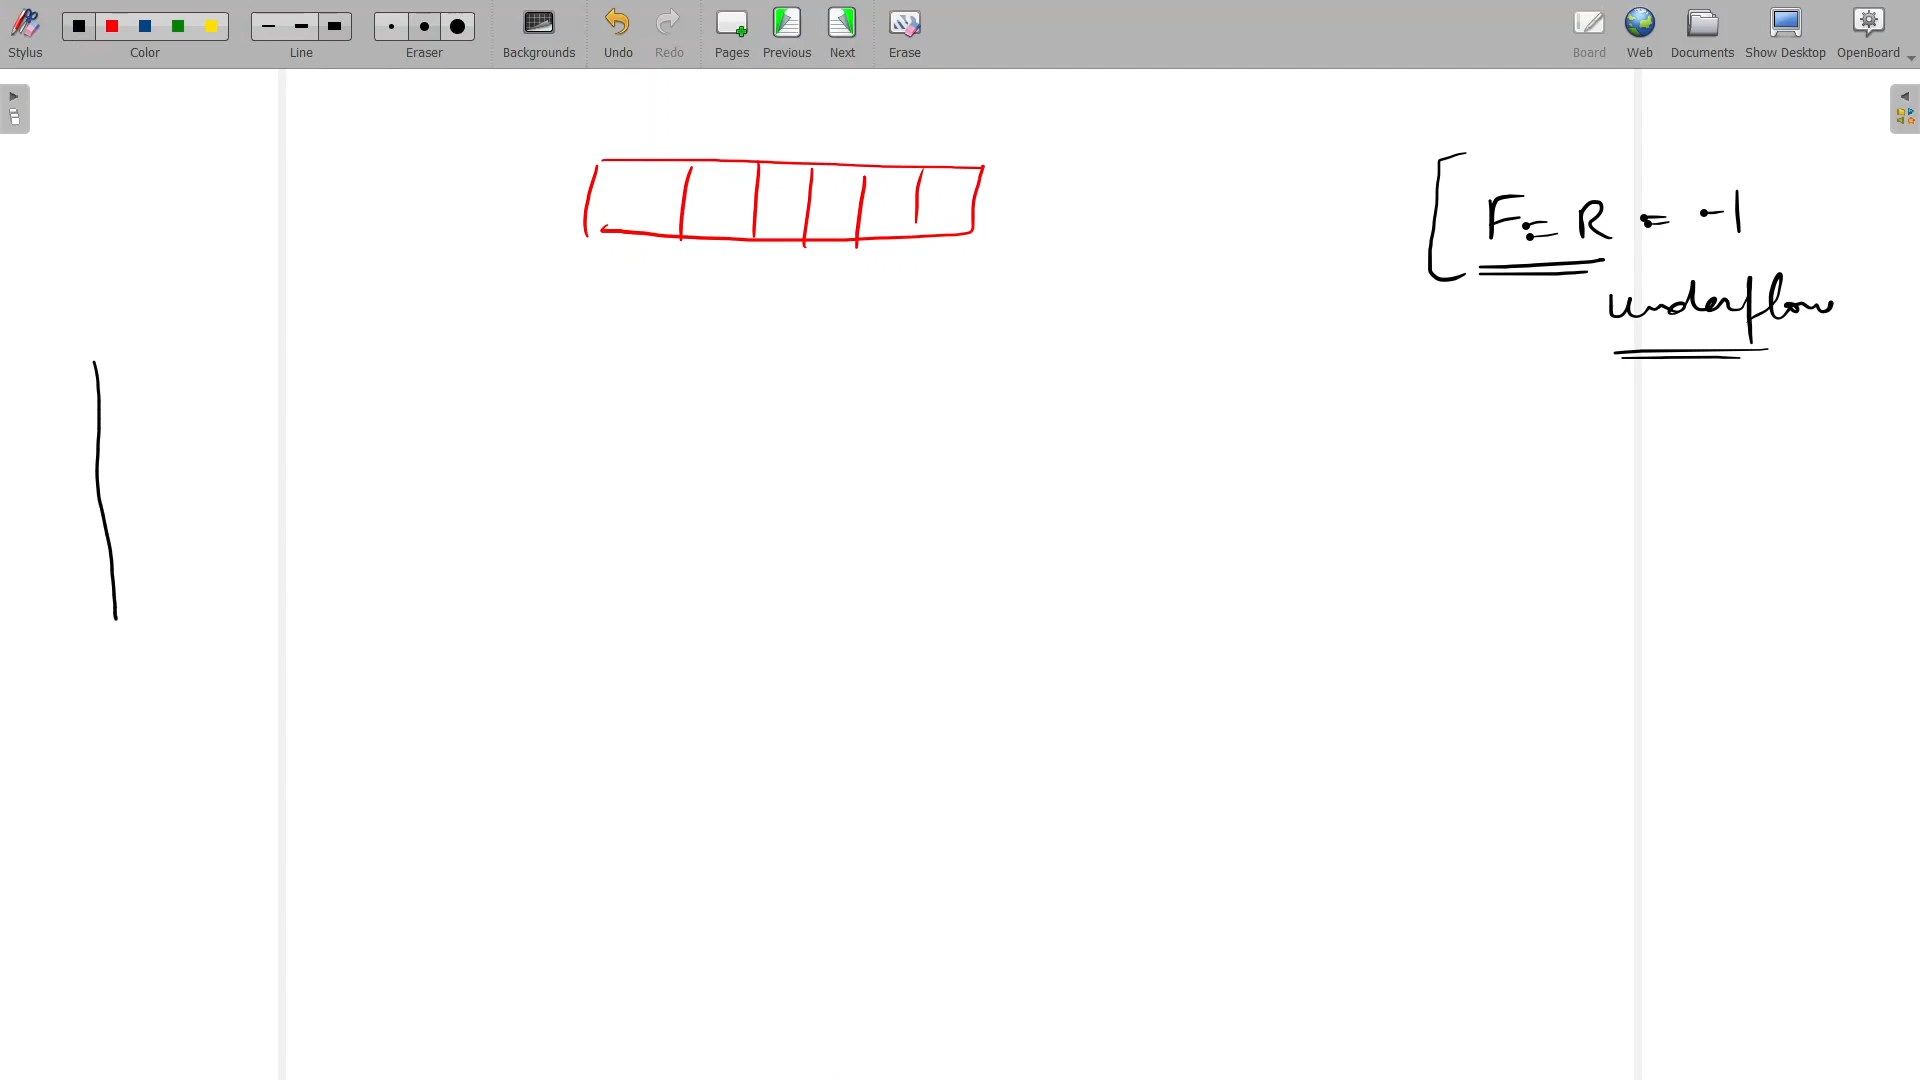 Stylus Color Line Eraser Backgrounds Undo Redo Pages Previous Next Erase Board Web Documents Show Desktop OpenBoard
F = R = -1
underflow